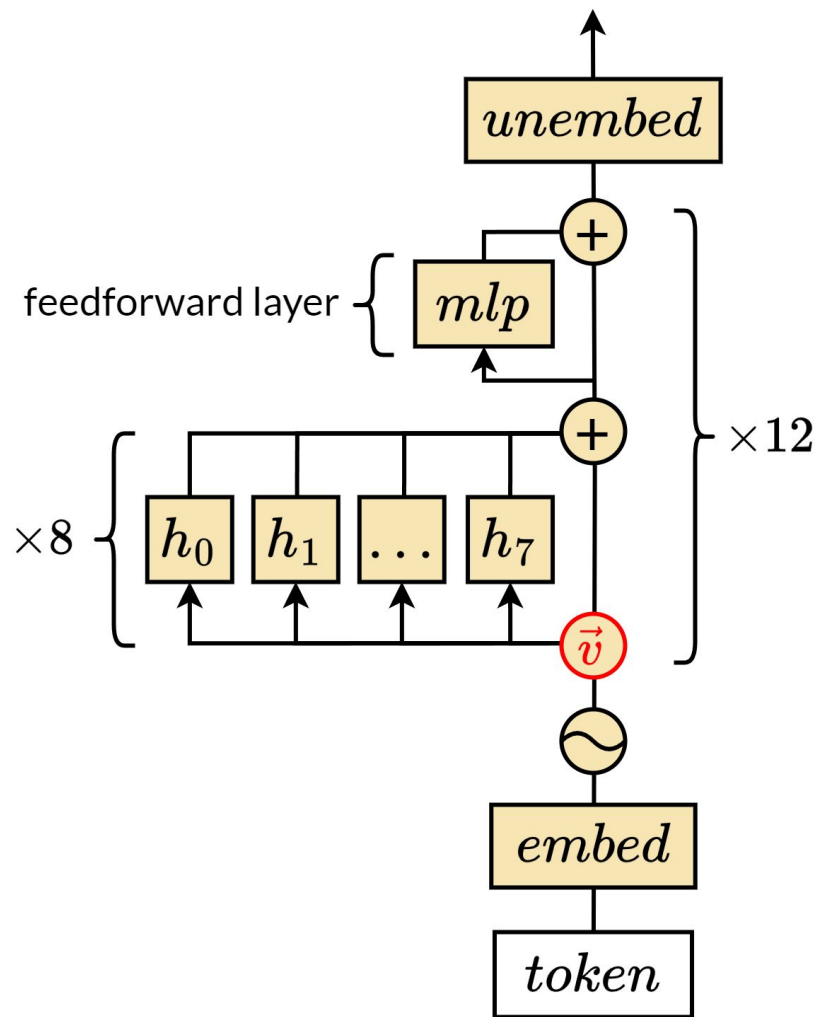 unembed
+
feedforward layer
mlp
×12
+
×8
h₀
h₁
...
h₇
v⃗
embed
token